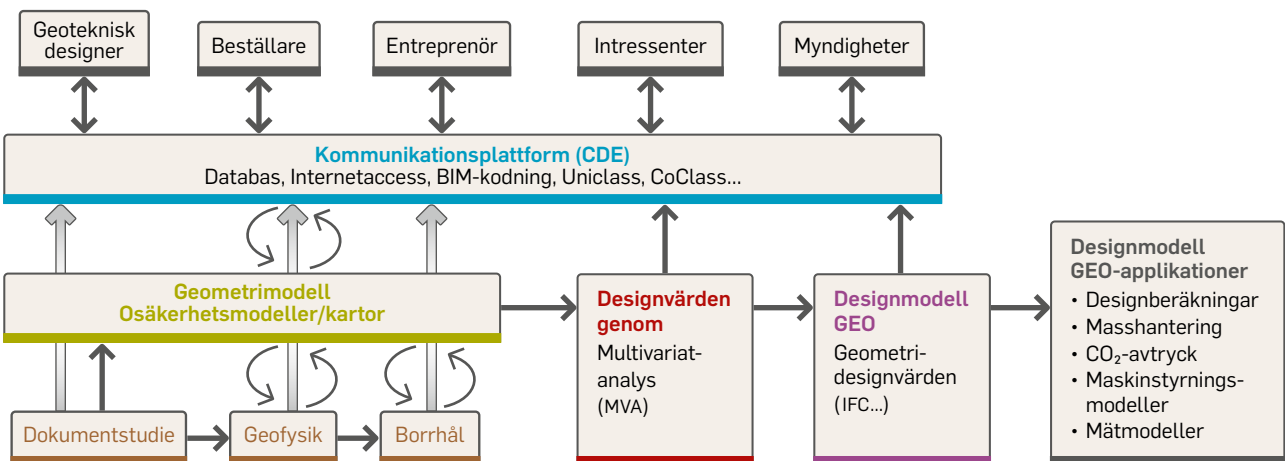 Geoteknisk
designer
Beställare
Entreprenör
Intressenter
Myndigheter
Kommunikationsplattform (CDE)
Databas, Internetaccess, BIM-kodning, Uniclass, CoClass...
Geometrimodell
Osäkerhetsmodeller/kartor
Dokumentstudie
Geofysik
Borrhål
Designvärden
genom
Multivariat-
analys
(MVA)
Designmodell
GEO
Geometri-
designvärden
(IFC...)
Designmodell
GEO-applikationer
• Designberäkningar
• Masshantering
• CO₂-avtryck
• Maskinstyrnings-
modeller
• Mätmodeller